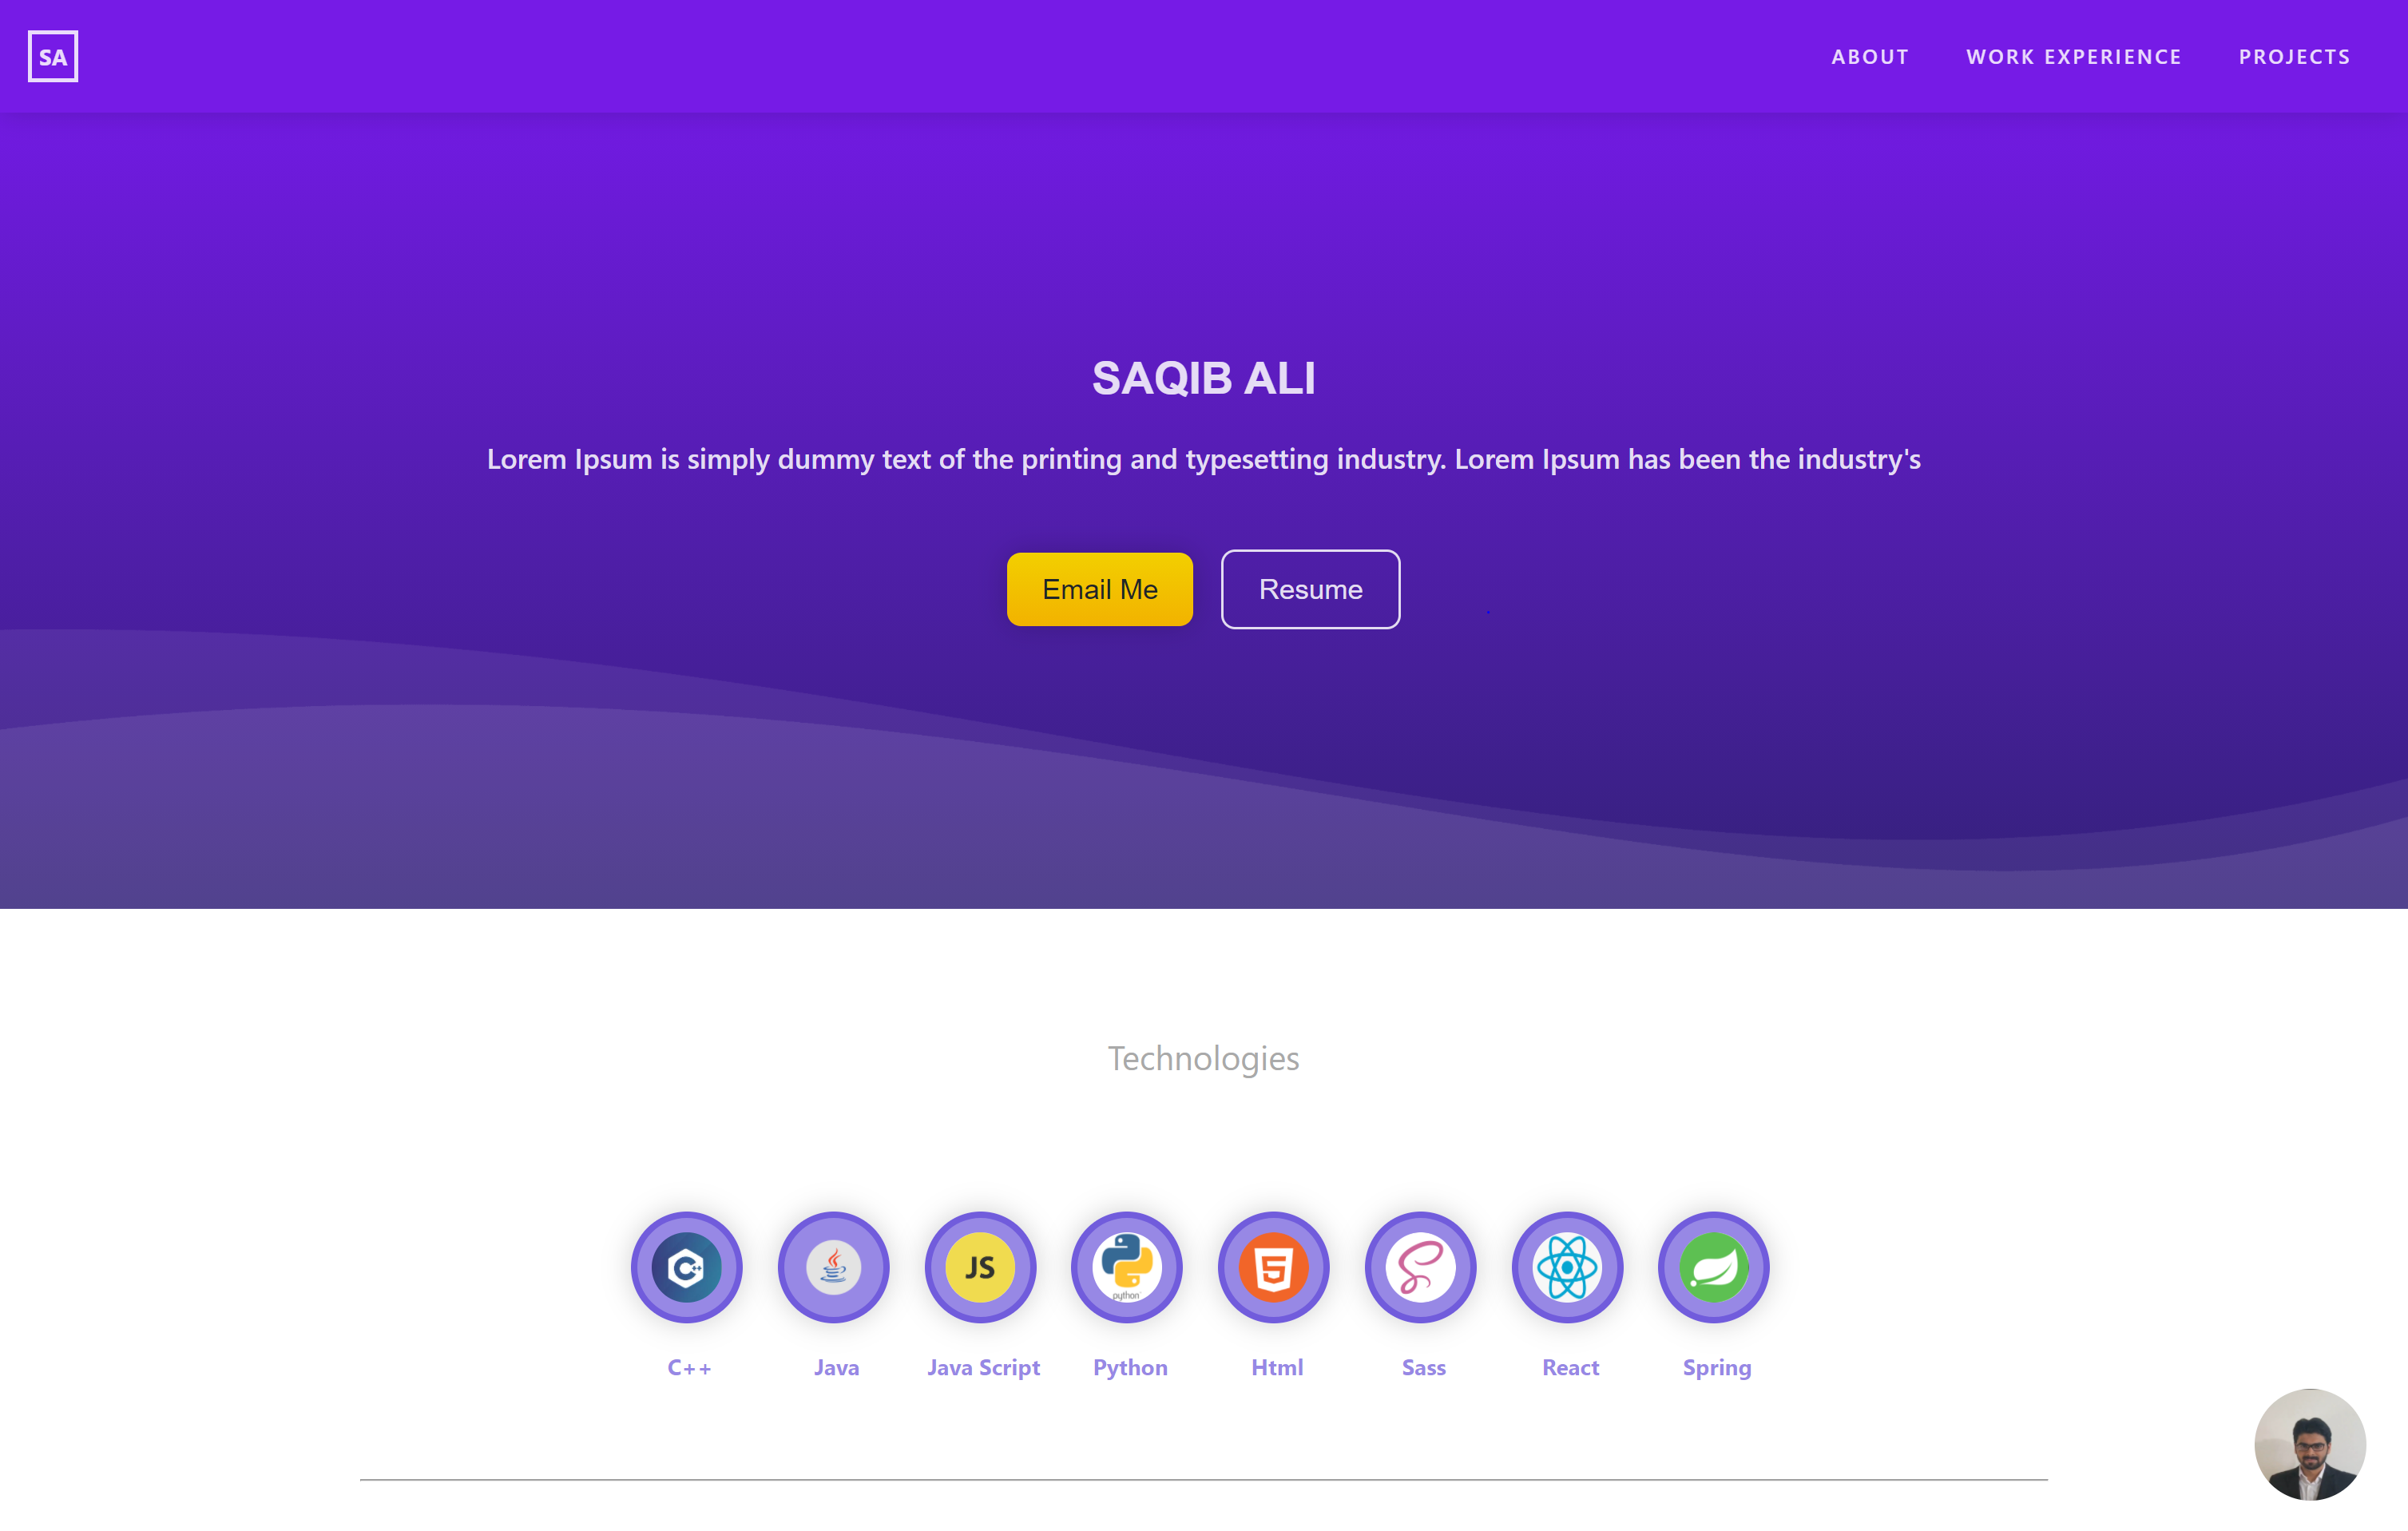 SA
ABOUT WORK EXPERIENCE PROJECTS
SAQIB ALI
Lorem Ipsum is simply dummy text of the printing and typesetting industry. Lorem Ipsum has been the industry's
Email Me Resume
Technologies
C++ JS python 5
C++ Java Java Script Python Html Sass React Spring